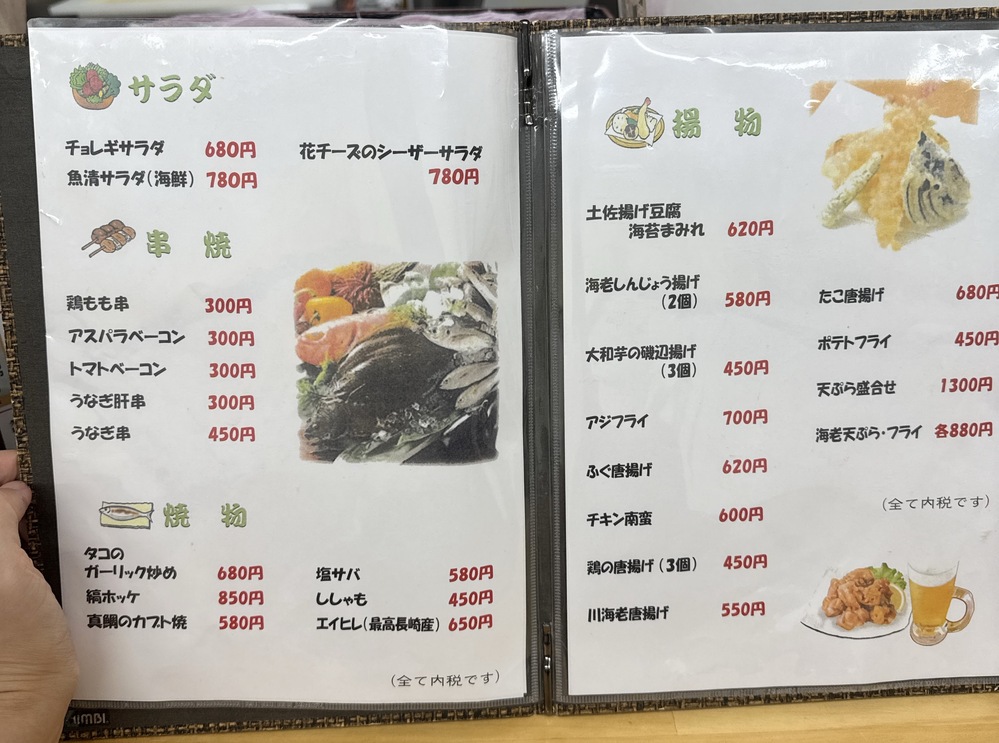 サラダ
チョレギサラダ 680円
魚清サラダ(海鮮) 780円
花チーズのシーザーサラダ
780円
串焼
鶏もも串 300円
アスパラベーコン 300円
トマトベーコン 300円
うなぎ肝串 300円
うなぎ串 450円
焼物
タコの
ガーリック炒め 680円
縞ホッケ 850円
真鯛のカブト焼 580円
塩サバ 580円
ししゃも 450円
エイヒレ(最高長崎産) 650円
(全て内税です)
揚物
土佐揚げ豆腐
海苔まみれ 620円
海老しんじょう揚げ
(2個) 580円
大和芋の磯辺揚げ
(3個) 450円
アジフライ 700円
ふぐ唐揚げ 620円
チキン南蛮 600円
鶏の唐揚げ(3個) 450円
川海老唐揚げ 550円
たこ唐揚げ 680円
ポテトフライ 450円
天ぷら盛合せ 1300円
海老天ぷら・フライ 各880円
(全て内税です)